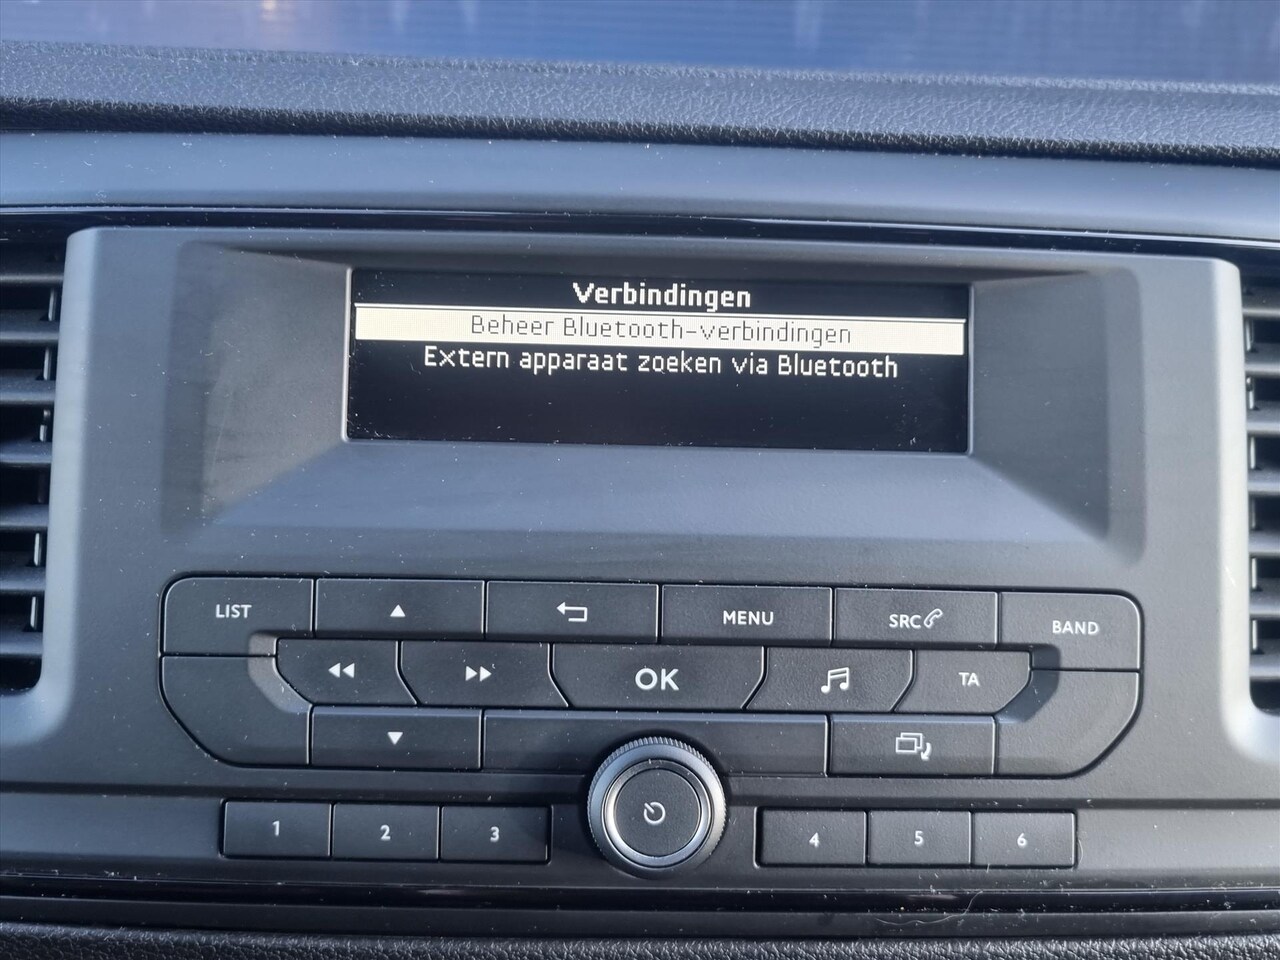 Verbindingen
Beheer Bluetooth-verbindingen
Extern apparaat zoeken via Bluetooth
LIST
MENU
SRC
BAND
OK
TA
1
2
3
4
5
6